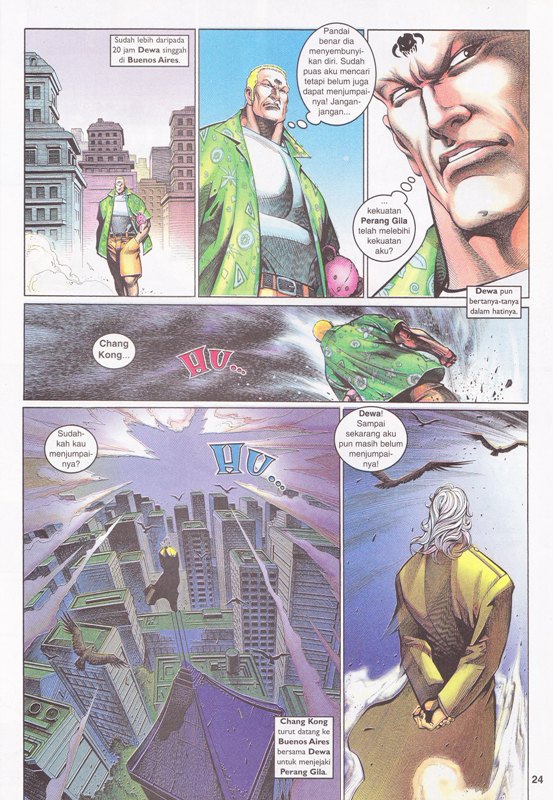 Sudah lebih daripada
20 jam Dewa singgah
di Buenos Aires.
Pandai
benar dia
menyembunyi-
kan diri. Sudah
puas aku mencari
tetapi belum juga
dapat menjumpai-
nya! Jangan-
jangan...
...
kekuatan
Perang Gila
telah melebihi
kekuatan
aku?
Dewa pun
bertanya-tanya
dalam hatinya.
Chang
Kong...
HU...
Sudah-
kah kau
menjumpai-
nya?
HU...
Dewa!
Sampai
sekarang aku
pun masih belum
menjumpai-
nya!
Chang Kong
turut datang ke
Buenos Aires
bersama Dewa
untuk menjejaki
Perang Gila.
24